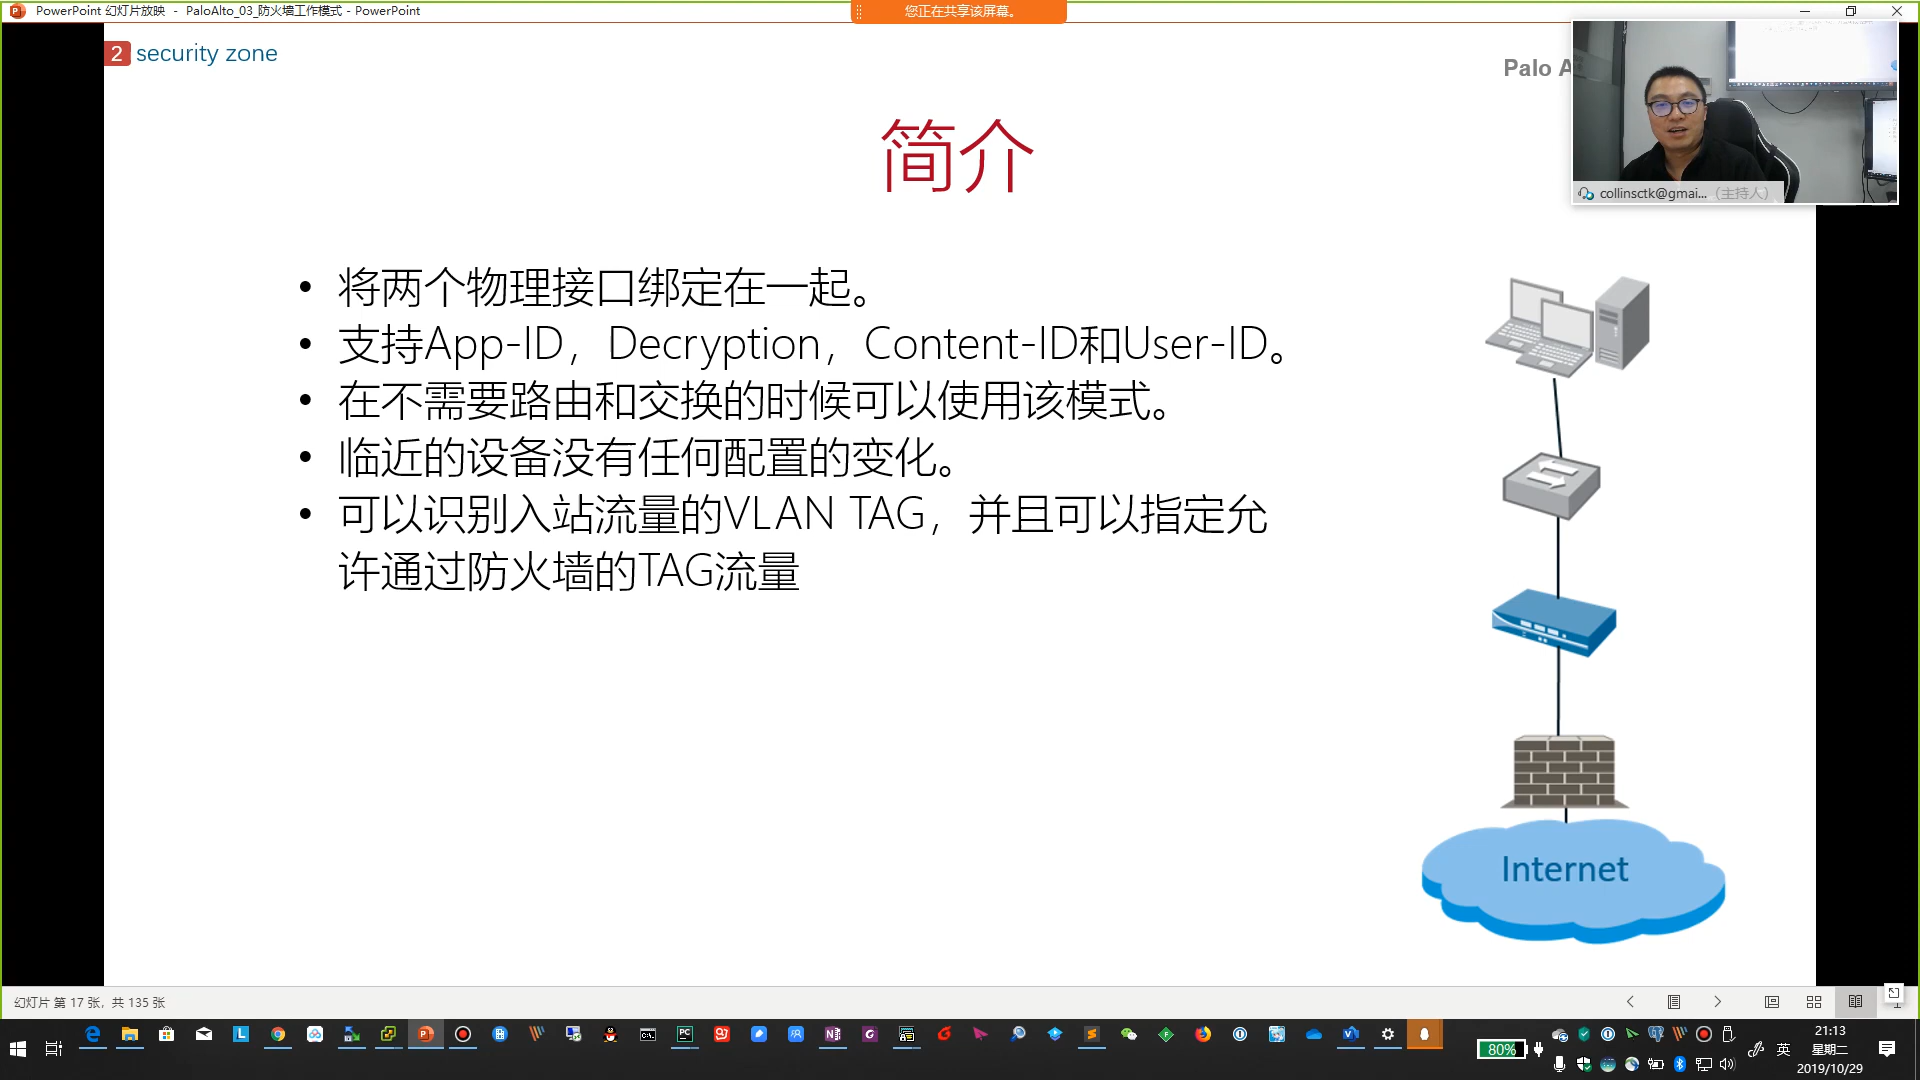 PowerPoint 幻灯片放映 - PaloAlto_03_防火墙工作模式 - PowerPoint
您正在共享该屏幕。
2 security zone
Palo A
collinsctk@gmai... (主持人)
简介
• 将两个物理接口绑定在一起。
• 支持App-ID，Decryption，Content-ID和User-ID。
• 在不需要路由和交换的时候可以使用该模式。
• 临近的设备没有任何配置的变化。
• 可以识别入站流量的VLAN TAG，并且可以指定允
许通过防火墙的TAG流量
Internet
幻灯片 第 17 张，共 135 张
80%
英
21:13
星期二
2019/10/29